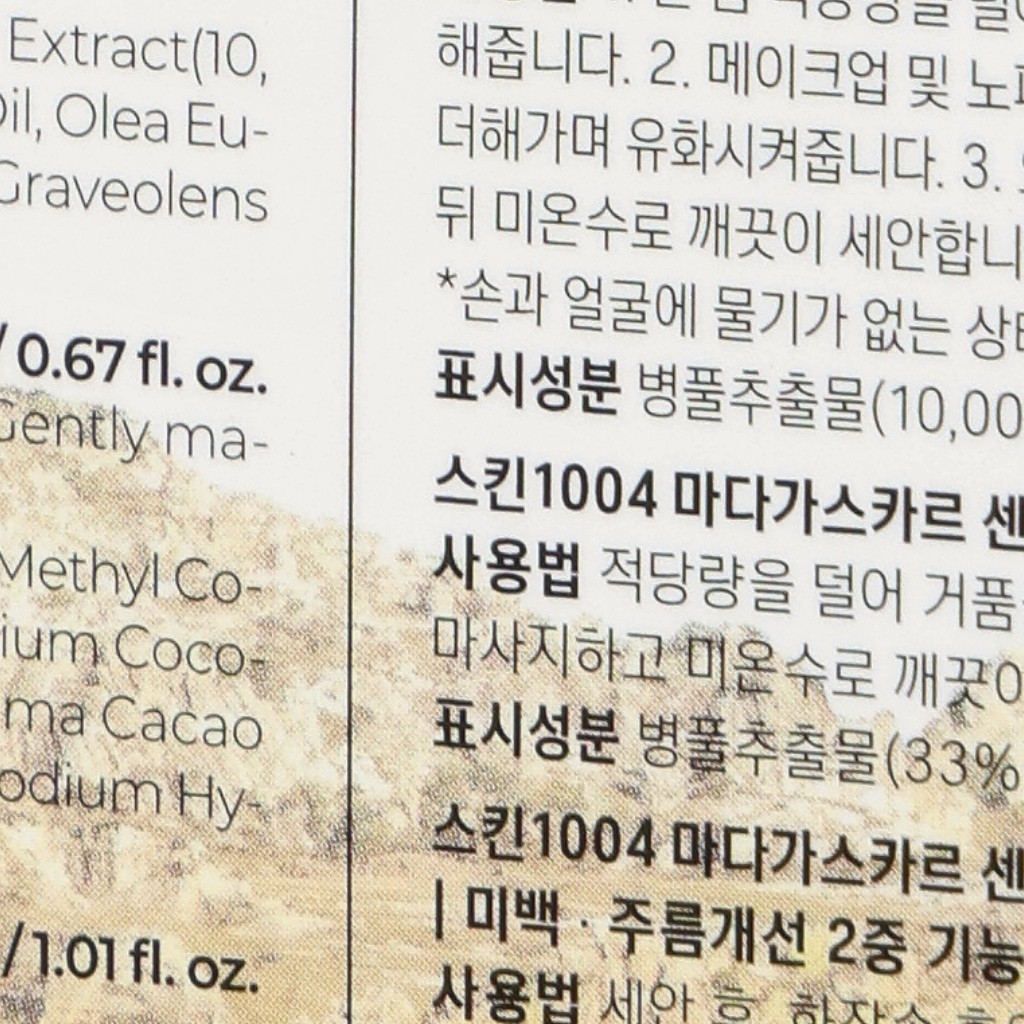 Extract(10,
Oil, Olea Eu-
Graveolens
/ 0.67 fl. oz.
Gently ma-
Methyl Co-
ium Coco-
ma Cacao
odium Hy-
/ 1.01 fl. oz.
해줍니다. 2. 메이크업 및 노
더해가며 유화시켜줍니다. 3.
뒤 미온수로 깨끗이 세안합니
*손과 얼굴에 물기가 없는 상태
표시성분 병풀추출물(10,00
스킨1004 마다가스카르 센
사용법 적당량을 덜어 거품
마사지하고 미온수로 깨끗이
표시성분 병풀추출물(33%
스킨1004 마다가스카르 센
| 미백 · 주름개선 2중 기능
사용법 세안 후